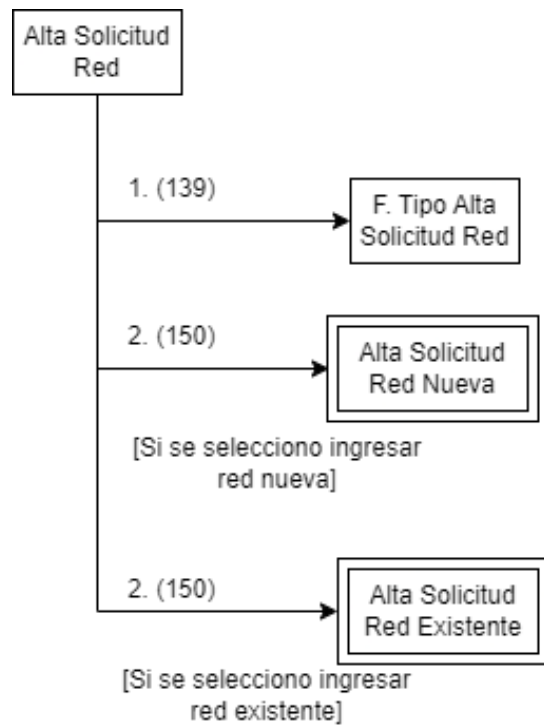 Alta Solicitud
Red
1. (139)
F. Tipo Alta
Solicitud Red
2. (150)
Alta Solicitud
Red Nueva
[Si se selecciono ingresar
red nueva]
2. (150)
Alta Solicitud
Red Existente
[Si se selecciono ingresar
red existente]